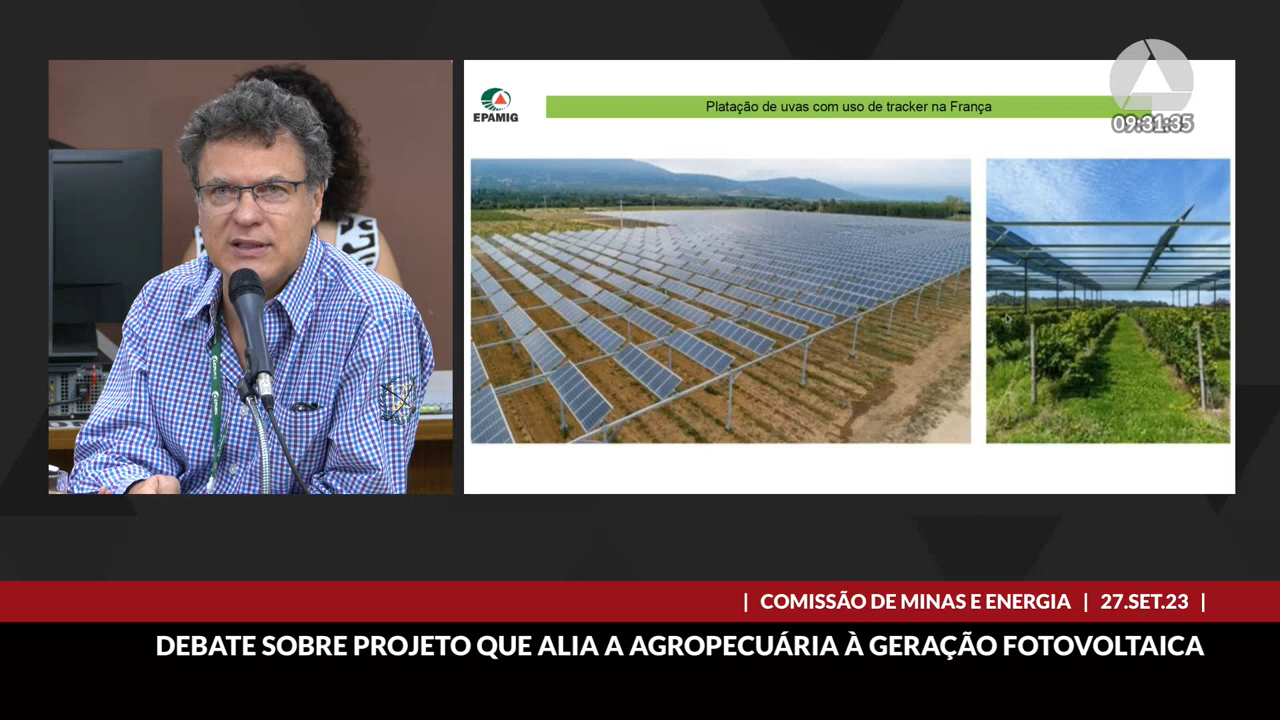 EPAMIG
Platação de uvas com uso de tracker na França
09:31:35
| COMISSÃO DE MINAS E ENERGIA | 27.SET.23 |
DEBATE SOBRE PROJETO QUE ALIA A AGROPECUÁRIA À GERAÇÃO FOTOVOLTAICA